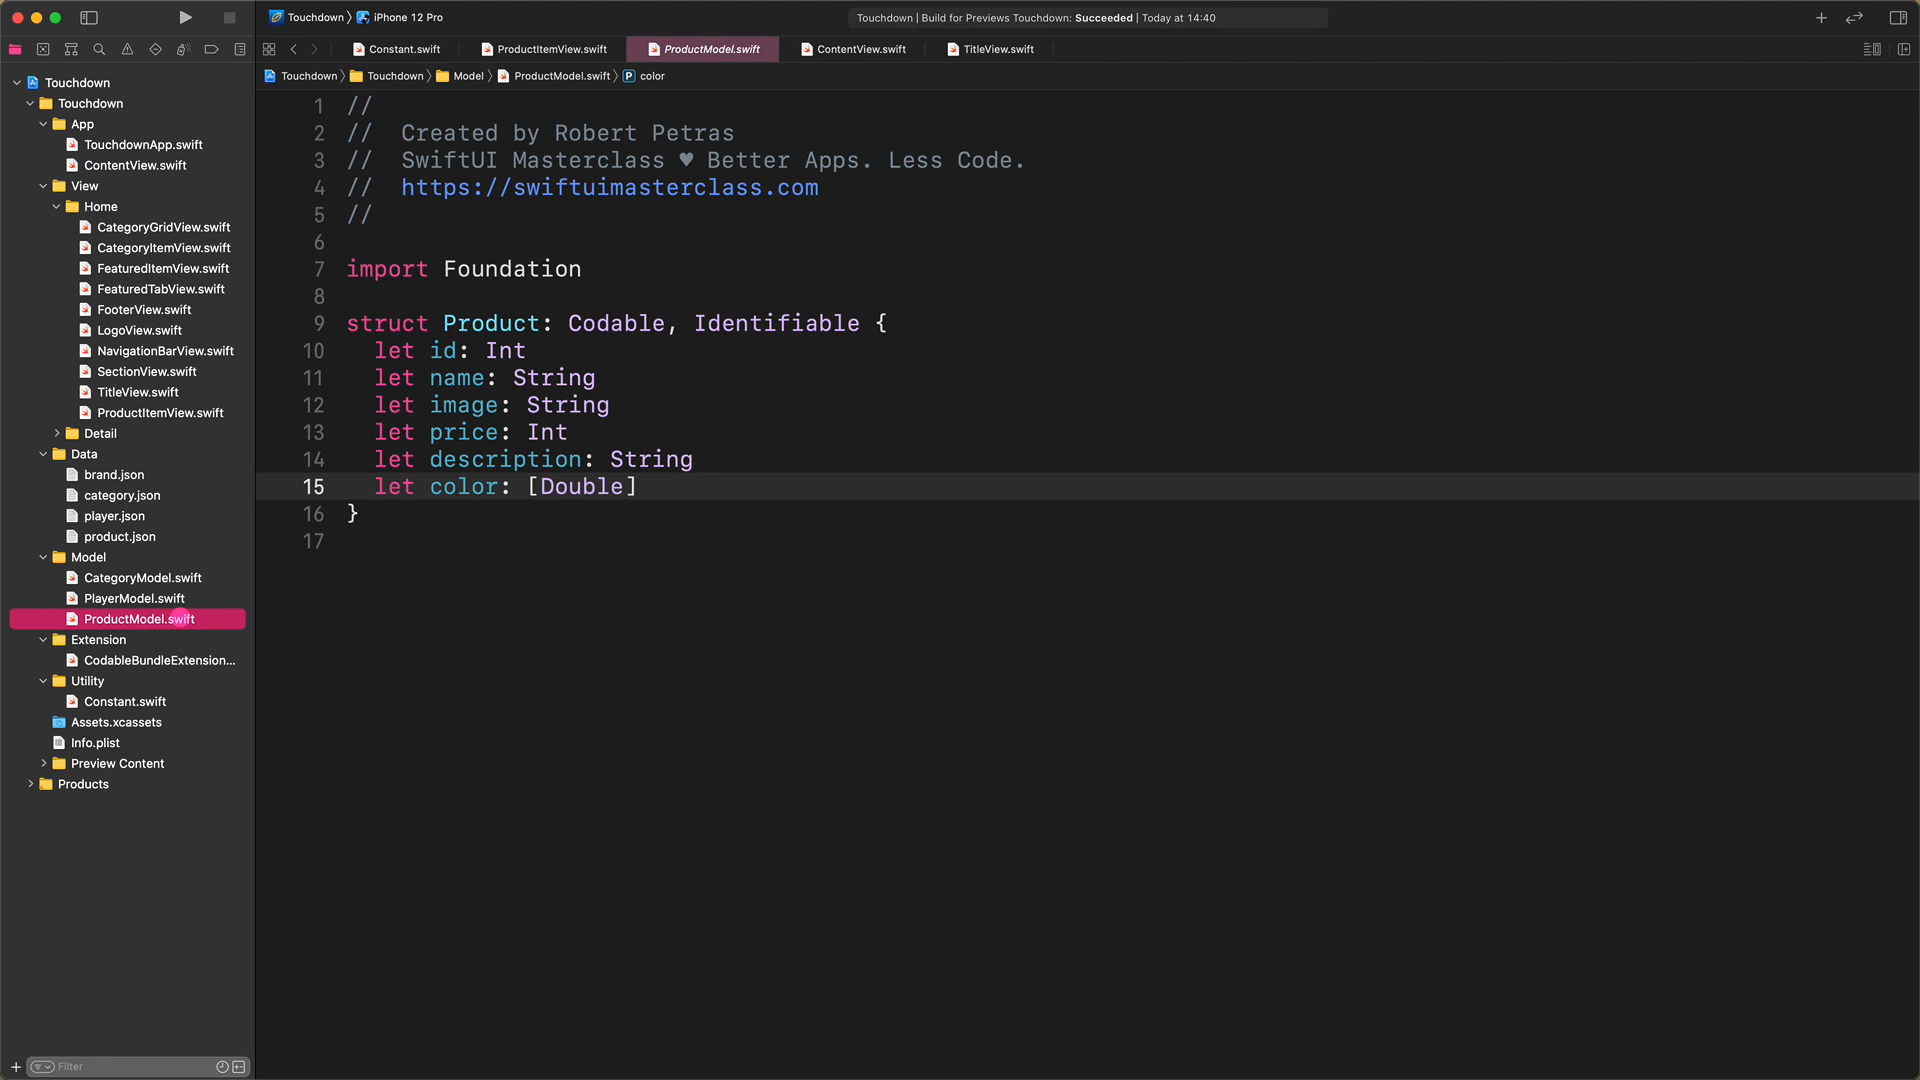 Touchdown
iPhone 12 Pro
Touchdown | Build for Previews Touchdown: Succeeded | Today at 14:40
Constant.swift
ProductItemView.swift
ProductModel.swift
ContentView.swift
TitleView.swift
Touchdown
Touchdown
Model
ProductModel.swift
P
color
Touchdown
Touchdown
App
TouchdownApp.swift
ContentView.swift
View
Home
CategoryGridView.swift
CategoryItemView.swift
FeaturedItemView.swift
FeaturedTabView.swift
FooterView.swift
LogoView.swift
NavigationBarView.swift
SectionView.swift
TitleView.swift
ProductItemView.swift
Detail
Data
brand.json
category.json
player.json
product.json
Model
CategoryModel.swift
PlayerModel.swift
ProductModel.swift
Extension
CodableBundleExtension...
Utility
Constant.swift
Assets.xcassets
Info.plist
Preview Content
Products
Filter
1 //
2 // Created by Robert Petras
3 // SwiftUI Masterclass ♥ Better Apps. Less Code.
4 // https://swiftuimasterclass.com
5 //
6
7 import Foundation
8
9 struct Product: Codable, Identifiable {
10 let id: Int
11 let name: String
12 let image: String
13 let price: Int
14 let description: String
15 let color: [Double]
16 }
17